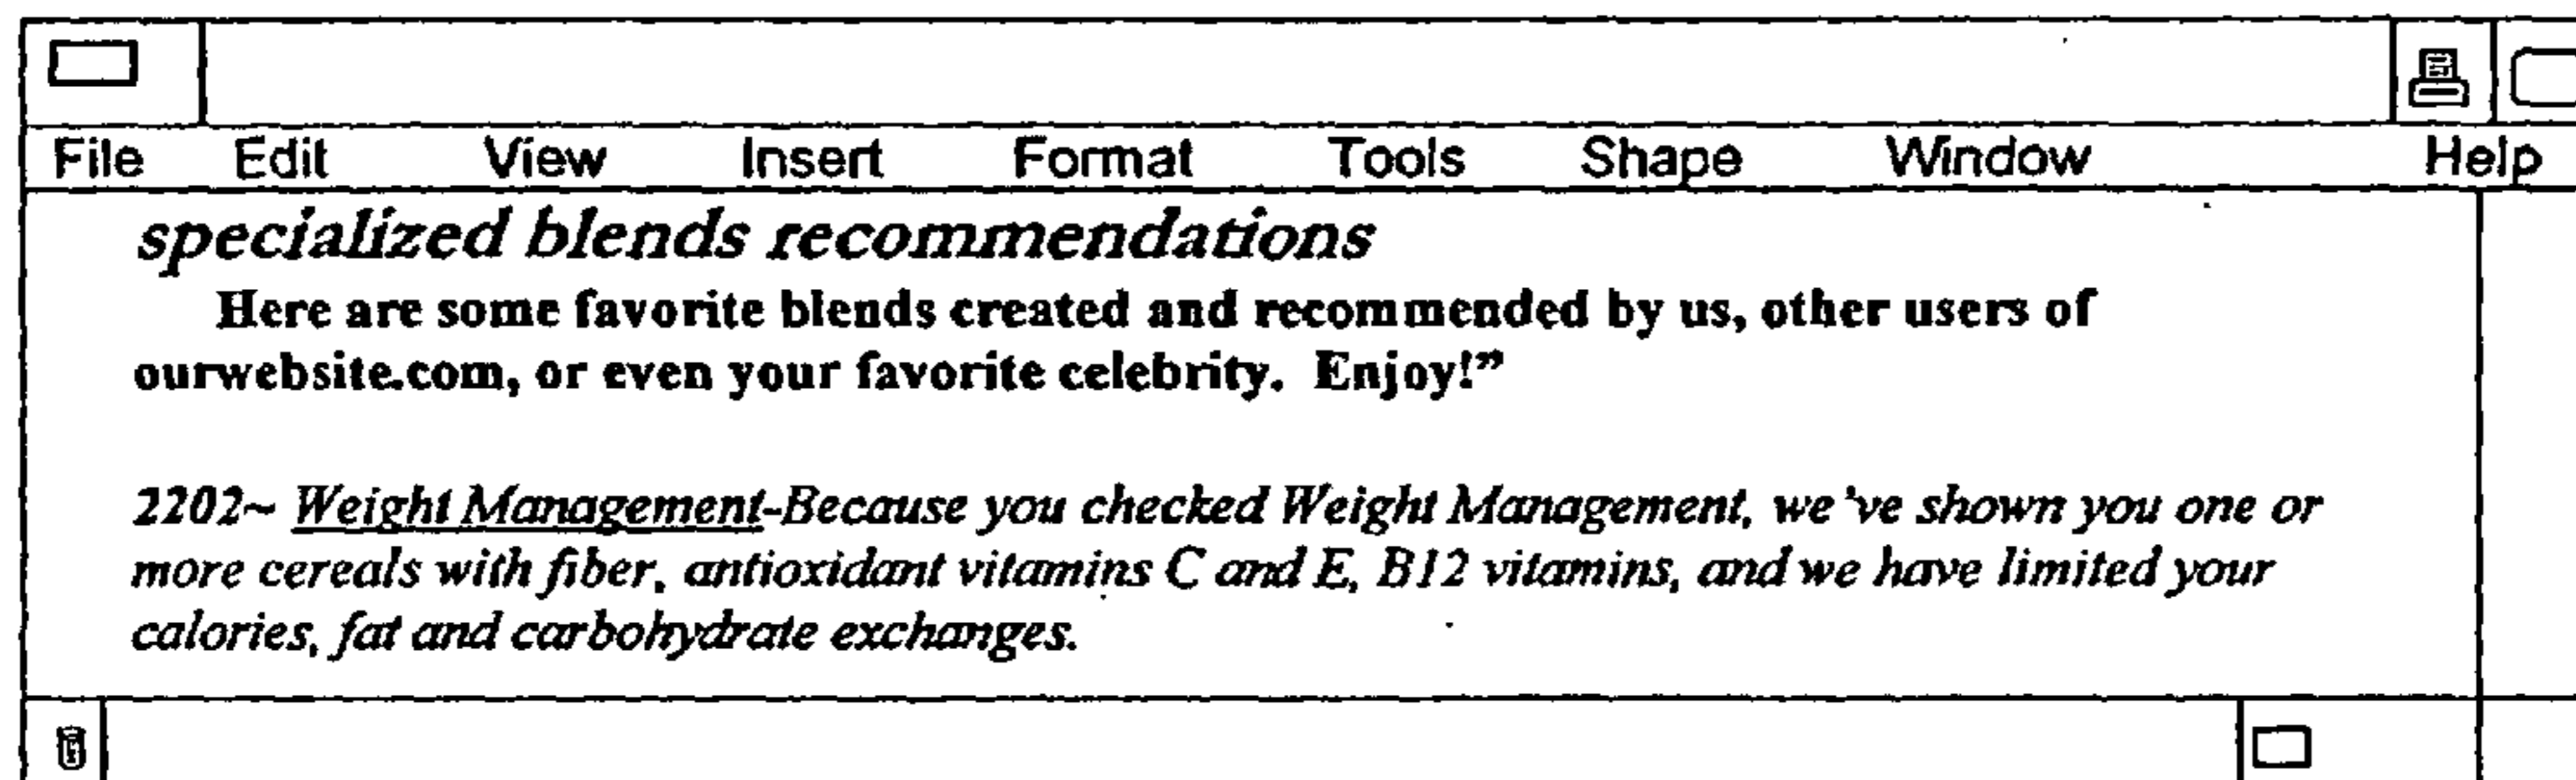 File Edit View Insert Format Tools Shape Window Help
specialized blends recommendations
Here are some favorite blends created and recommended by us, other users of
ourwebsite.com, or even your favorite celebrity. Enjoy!”
2202~ Weight Management-Because you checked Weight Management, we've shown you one or
more cereals with fiber, antioxidant vitamins C and E, B12 vitamins, and we have limited your
calories, fat and carbohydrate exchanges.